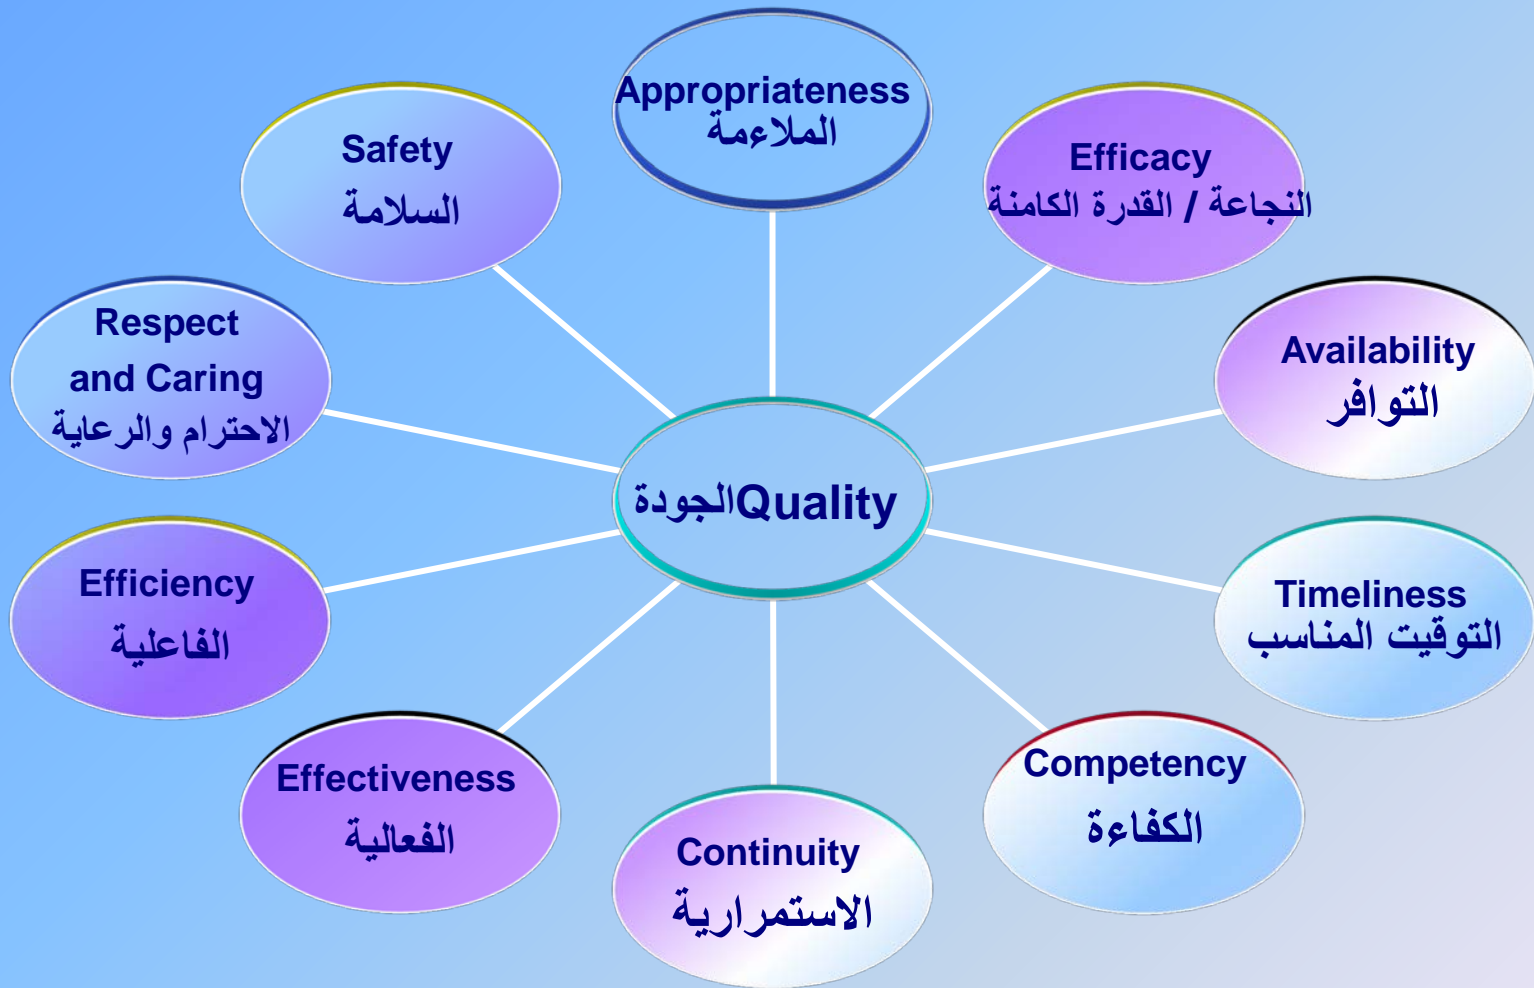 Appropriateness
الملاءمة
Efficacy
النجاعة / القدرة الكامنة
Availability
التوافر
Timeliness
التوقيت المناسب
Competency
الكفاءة
Continuity
الاستمرارية
Effectiveness
الفعالية
Efficiency
الفاعلية
Respect
and Caring
الاحترام والرعاية
Safety
السلامة
الجودةQuality